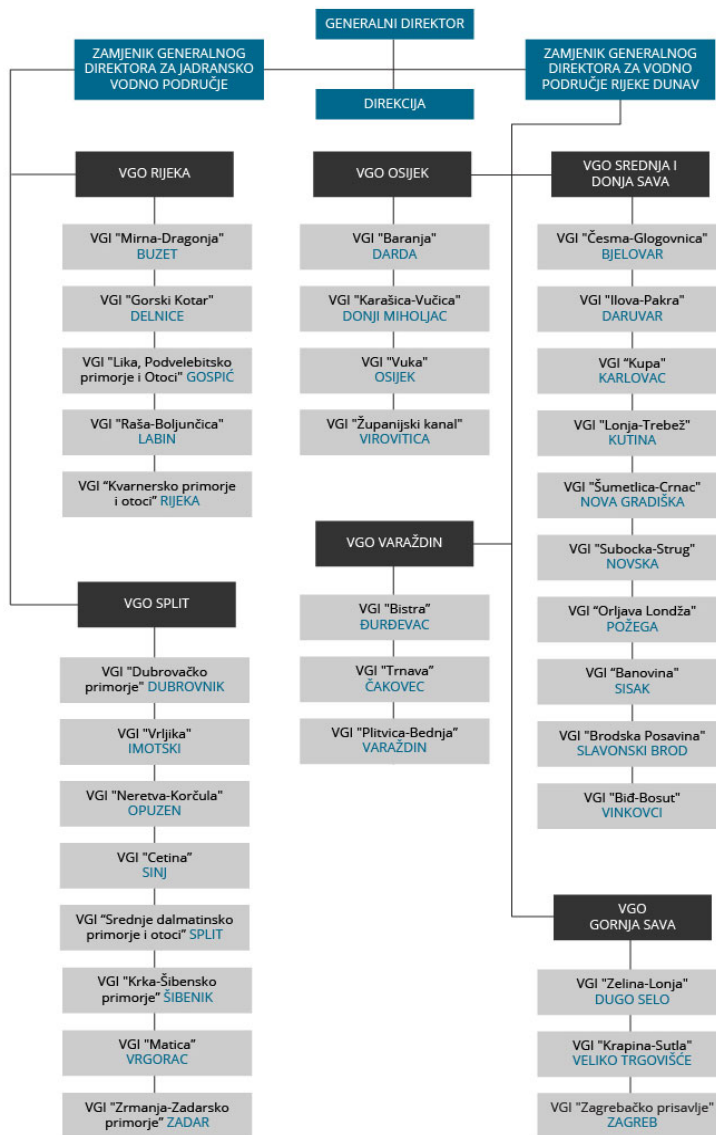 GENERALNI DIREKTOR
ZAMJENIK GENERALNOG
DIREKTORA ZA JADRANSKO
VODNO PODRUČJE
DIREKCIJA
ZAMJENIK GENERALNOG
DIREKTORA ZA VODNO
PODRUČJE RIJEKE DUNAV
VGO RIJEKA
VGI "Mirna-Dragonja"
BUZET
VGI "Gorski Kotar"
DELNICE
VGI "Lika, Podvelebitsko
primorje i Otoci" GOSPIĆ
VGI "Raša-Boljunčica"
LABIN
VGI “Kvarnersko primorje
i otoci” RIJEKA
VGO SPLIT
VGI "Dubrovačko
primorje" DUBROVNIK
VGI "Vrljika"
IMOTSKI
VGI "Neretva-Korčula"
OPUZEN
VGI "Cetina”
SINJ
VGI “Srednje dalmatinsko
primorje i otoci” SPLIT
VGI "Krka-Šibensko
primorje” ŠIBENIK
VGI "Matica”
VRGORAC
VGI "Zrmanja-Zadarsko
primorje” ZADAR
VGO OSIJEK
VGI "Baranja"
DARDA
VGI "Karašica-Vučica"
DONJI MIHOLJAC
VGI "Vuka"
OSIJEK
VGI "Županijski kanal"
VIROVITICA
VGO VARAŽDIN
VGI "Bistra”
ĐURĐEVAC
VGI "Trnava”
ČAKOVEC
VGI "Plitvica-Bednja”
VARAŽDIN
VGO SREDNJA I
DONJA SAVA
VGI "Česma-Glogovnica"
BJELOVAR
VGI "Ilova-Pakra"
DARUVAR
VGI “Kupa"
KARLOVAC
VGI "Lonja-Trebež"
KUTINA
VGI "Šumetlica-Crnac"
NOVA GRADIŠKA
VGI "Subocka-Strug"
NOVSKA
VGI “Orljava Londža"
POŽEGA
VGI “Banovina"
SISAK
VGI "Brodska Posavina"
SLAVONSKI BROD
VGI "Biđ-Bosut"
VINKOVCI
VGO
GORNJA SAVA
VGI "Zelina-Lonja"
DUGO SELO
VGI "Krapina-Sutla"
VELIKO TRGOVIŠĆE
VGI "Zagrebačko prisavlje"
ZAGREB